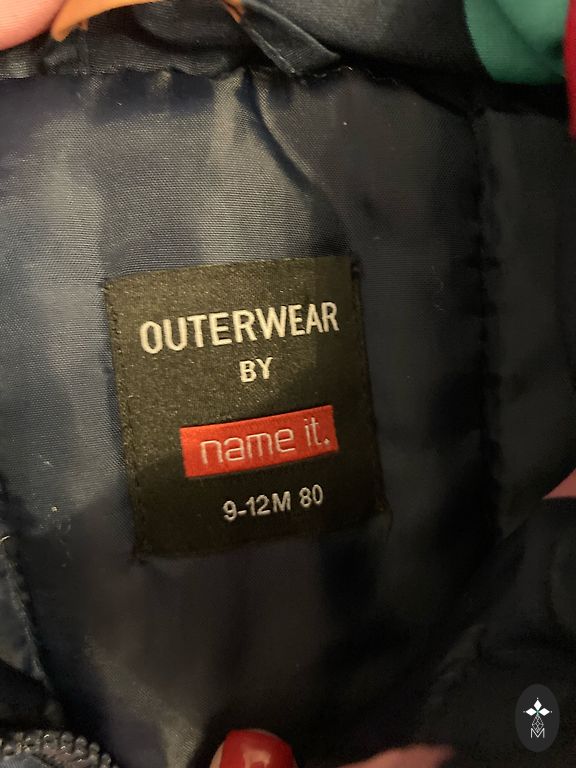 OUTERWEAR
BY
name it.
9-12M 80